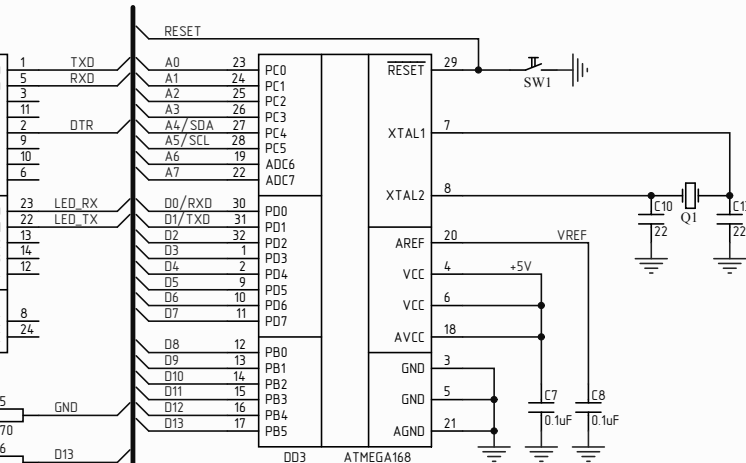 RESET
1 TXD A0 23 PC0 RESET 29
5 RXD A1 24 PC1 SW1
3 A2 25 PC2
11 A3 26 PC3
2 DTR A4/SDA 27 PC4 XTAL1 7
9 A5/SCL 28 PC5
10 A6 19 ADC6
6 A7 22 ADC7
XTAL2 8
23 LED_RX D0/RXD 30 PD0 C10 Q1
22 LED_TX D1/TXD 31 PD1 22 22
13 D2 32 PD2 AREF 20 VREF
14 D3 1 PD3
12 D4 2 PD4 VCC 4 +5V
D5 9 PD5
D6 10 PD6 VCC 6
8 D7 11 PD7
24 AVCC 18
D8 12 PB0
D9 13 PB1 GND 3
D10 14 PB2
D11 15 PB3 GND 5 C7 C8
5 GND D12 16 PB4 0.1uF 0.1uF
70 D13 17 PB5 AGND 21
6 D13 DD3 ATMEGA168